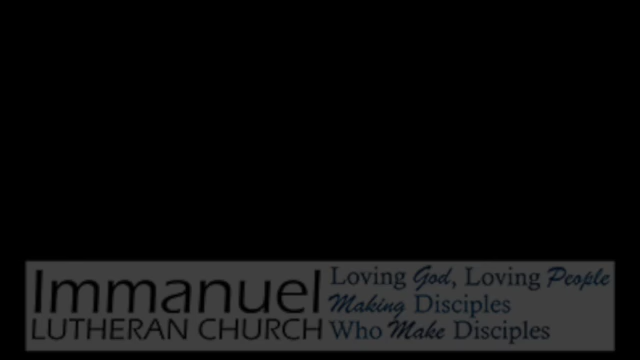 Immanuel
LUTHERAN CHURCH
Loving God, Loving People
Making Disciples
Who Make Disciples